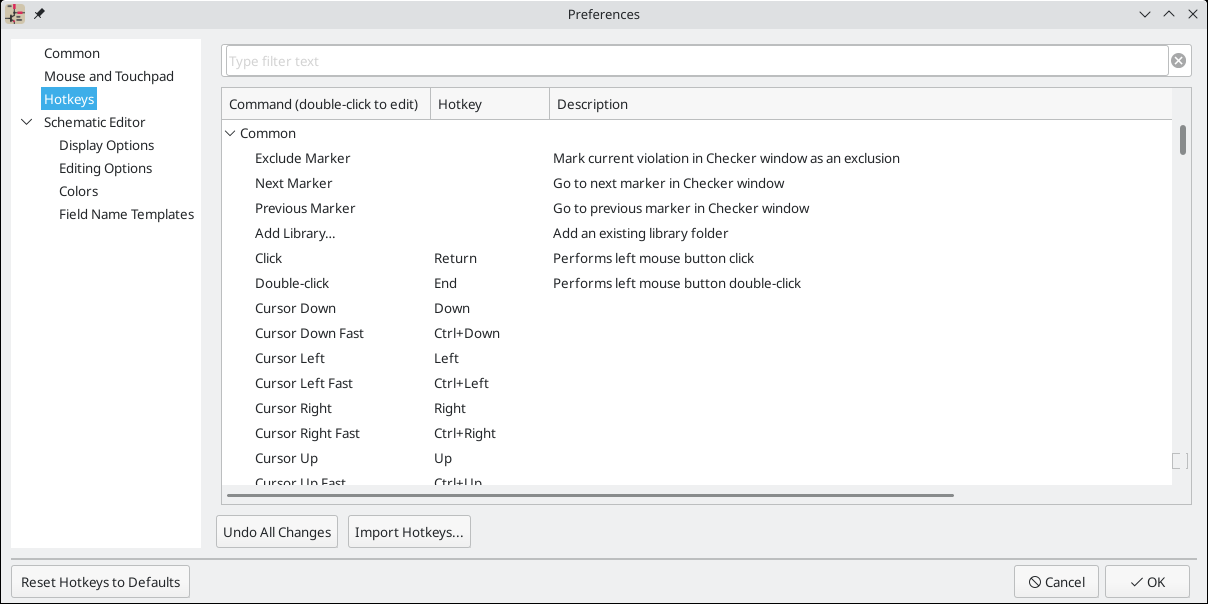 Preferences
Common
Mouse and Touchpad
Hotkeys
Schematic Editor
Display Options
Editing Options
Colors
Field Name Templates
Type filter text
Command (double-click to edit) Hotkey Description
Common
Exclude Marker Mark current violation in Checker window as an exclusion
Next Marker Go to next marker in Checker window
Previous Marker Go to previous marker in Checker window
Add Library... Add an existing library folder
Click Return Performs left mouse button click
Double-click End Performs left mouse button double-click
Cursor Down Down
Cursor Down Fast Ctrl+Down
Cursor Left Left
Cursor Left Fast Ctrl+Left
Cursor Right Right
Cursor Right Fast Ctrl+Right
Cursor Up Up
Cursor Up Fast Ctrl+Up
Undo All Changes Import Hotkeys...
Reset Hotkeys to Defaults Cancel OK